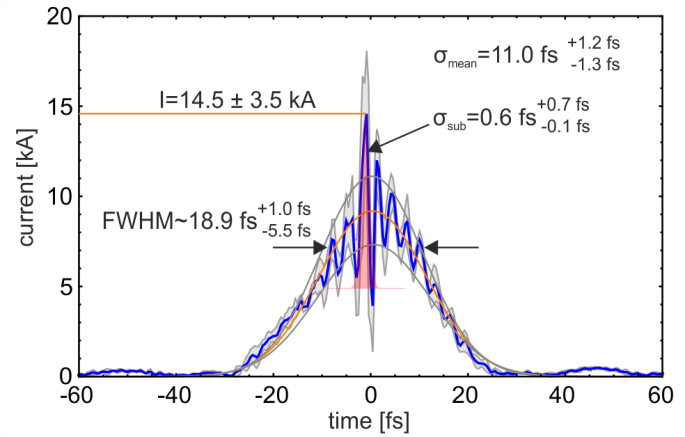 20
15
10
5
0
current [kA]
σmean=11.0 fs +1.2 fs -1.3 fs
I=14.5 ± 3.5 kA
σsub=0.6 fs +0.7 fs -0.1 fs
FWHM~18.9 fs +1.0 fs -5.5 fs
-60 -40 -20 0 20 40 60
time [fs]